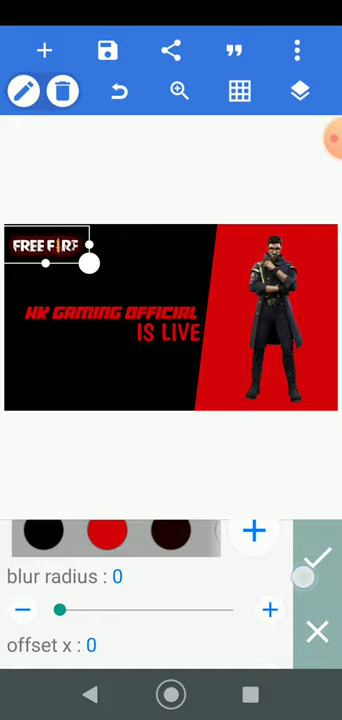 FREE FIRE
HK GAMING OFFICIAL
IS LIVE
blur radius : 0
offset x : 0